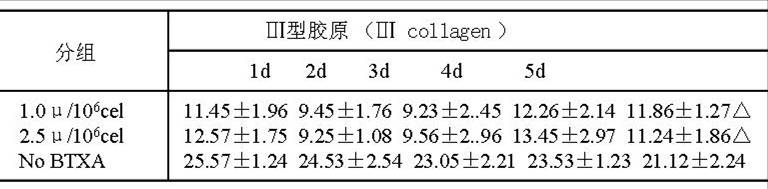 分组
Ⅲ型胶原（Ⅲ collagen）
1d 2d 3d 4d 5d
1.0μ/10⁶cel 11.45±1.96 9.45±1.76 9.23±2..45 12.26±2.14 11.86±1.27△
2.5μ/10⁶cel 12.57±1.75 9.25±1.08 9.56±2..96 13.45±2.97 11.24±1.86△
No BTXA 25.57±1.24 24.53±2.54 23.05±2.21 23.53±1.23 21.12±2.24